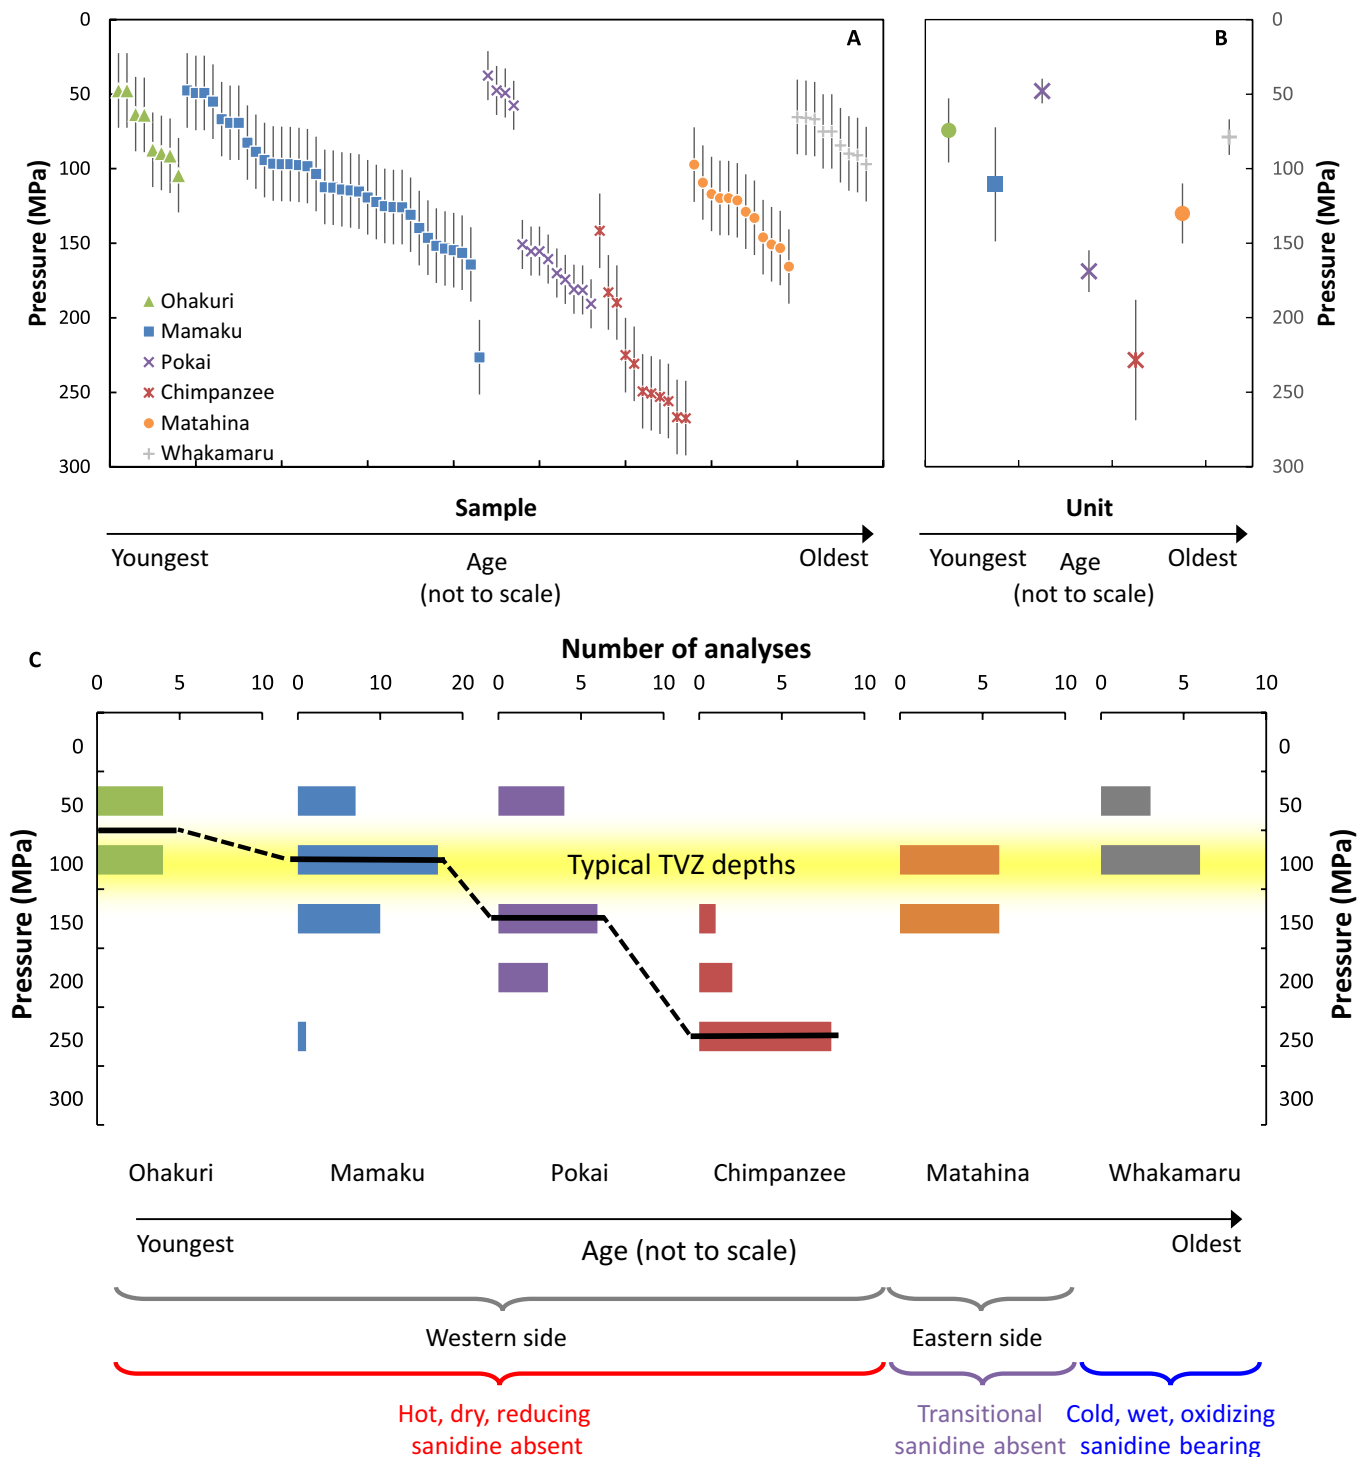 A
B
0
50
100
150
200
250
300
Pressure (MPa)
Ohakuri
Mamaku
Pokai
Chimpanzee
Matahina
Whakamaru
0
50
100
150
200
250
300
Pressure (MPa)
Sample
Youngest
Age
(not to scale)
Oldest
Unit
Youngest
Age
(not to scale)
Oldest
C
Number of analyses
0 5 10 0 10 20 0 5 10 0 5 10 0 5 10 0 5 10
0
50
100
150
200
250
300
Pressure (MPa)
Typical TVZ depths
0
50
100
150
200
250
300
Pressure (MPa)
Ohakuri Mamaku Pokai Chimpanzee Matahina Whakamaru
Youngest
Age (not to scale)
Oldest
Western side
Eastern side
Hot, dry, reducing
sanidine absent
Transitional
sanidine absent
Cold, wet, oxidizing
sanidine bearing